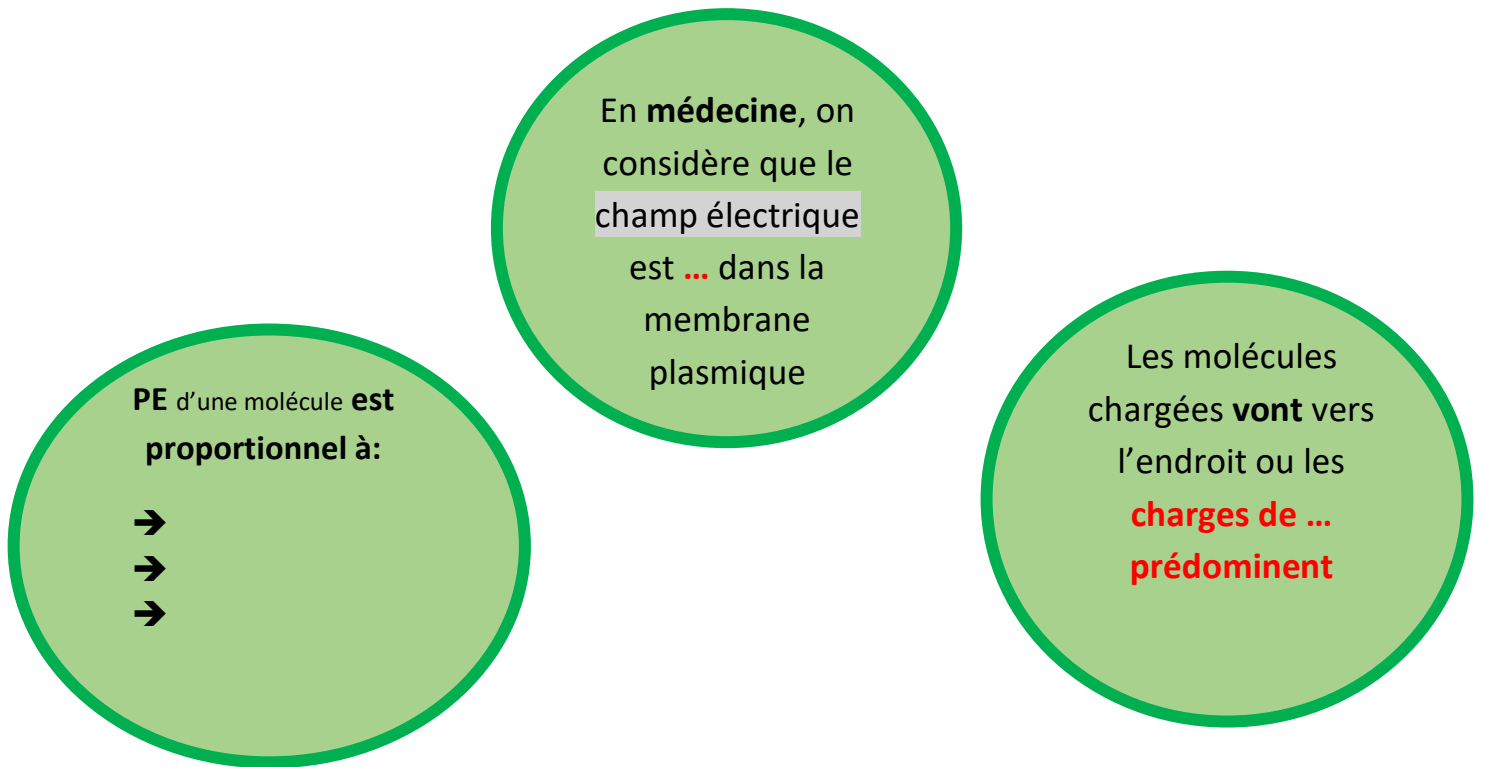 En médecine, on
considère que le
champ électrique
est … dans la
membrane
plasmique
PE d’une molécule est
proportionnel à:
➔
➔
➔
Les molécules
chargées vont vers
l’endroit ou les
charges de …
prédominent